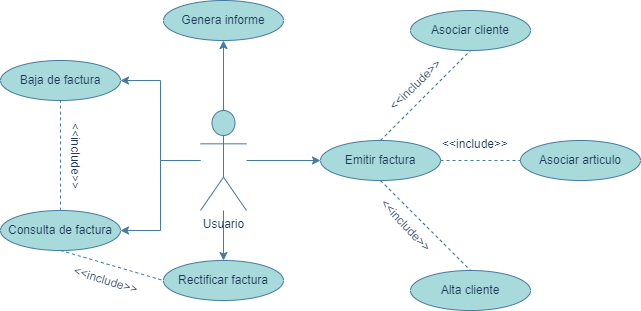 Genera informe
Asociar cliente
Baja de factura
<<include>>
<<include>>
<<include>>
Emitir factura
Asociar articulo
Usuario
Consulta de factura
<<include>>
<<include>>
Rectificar factura
Alta cliente